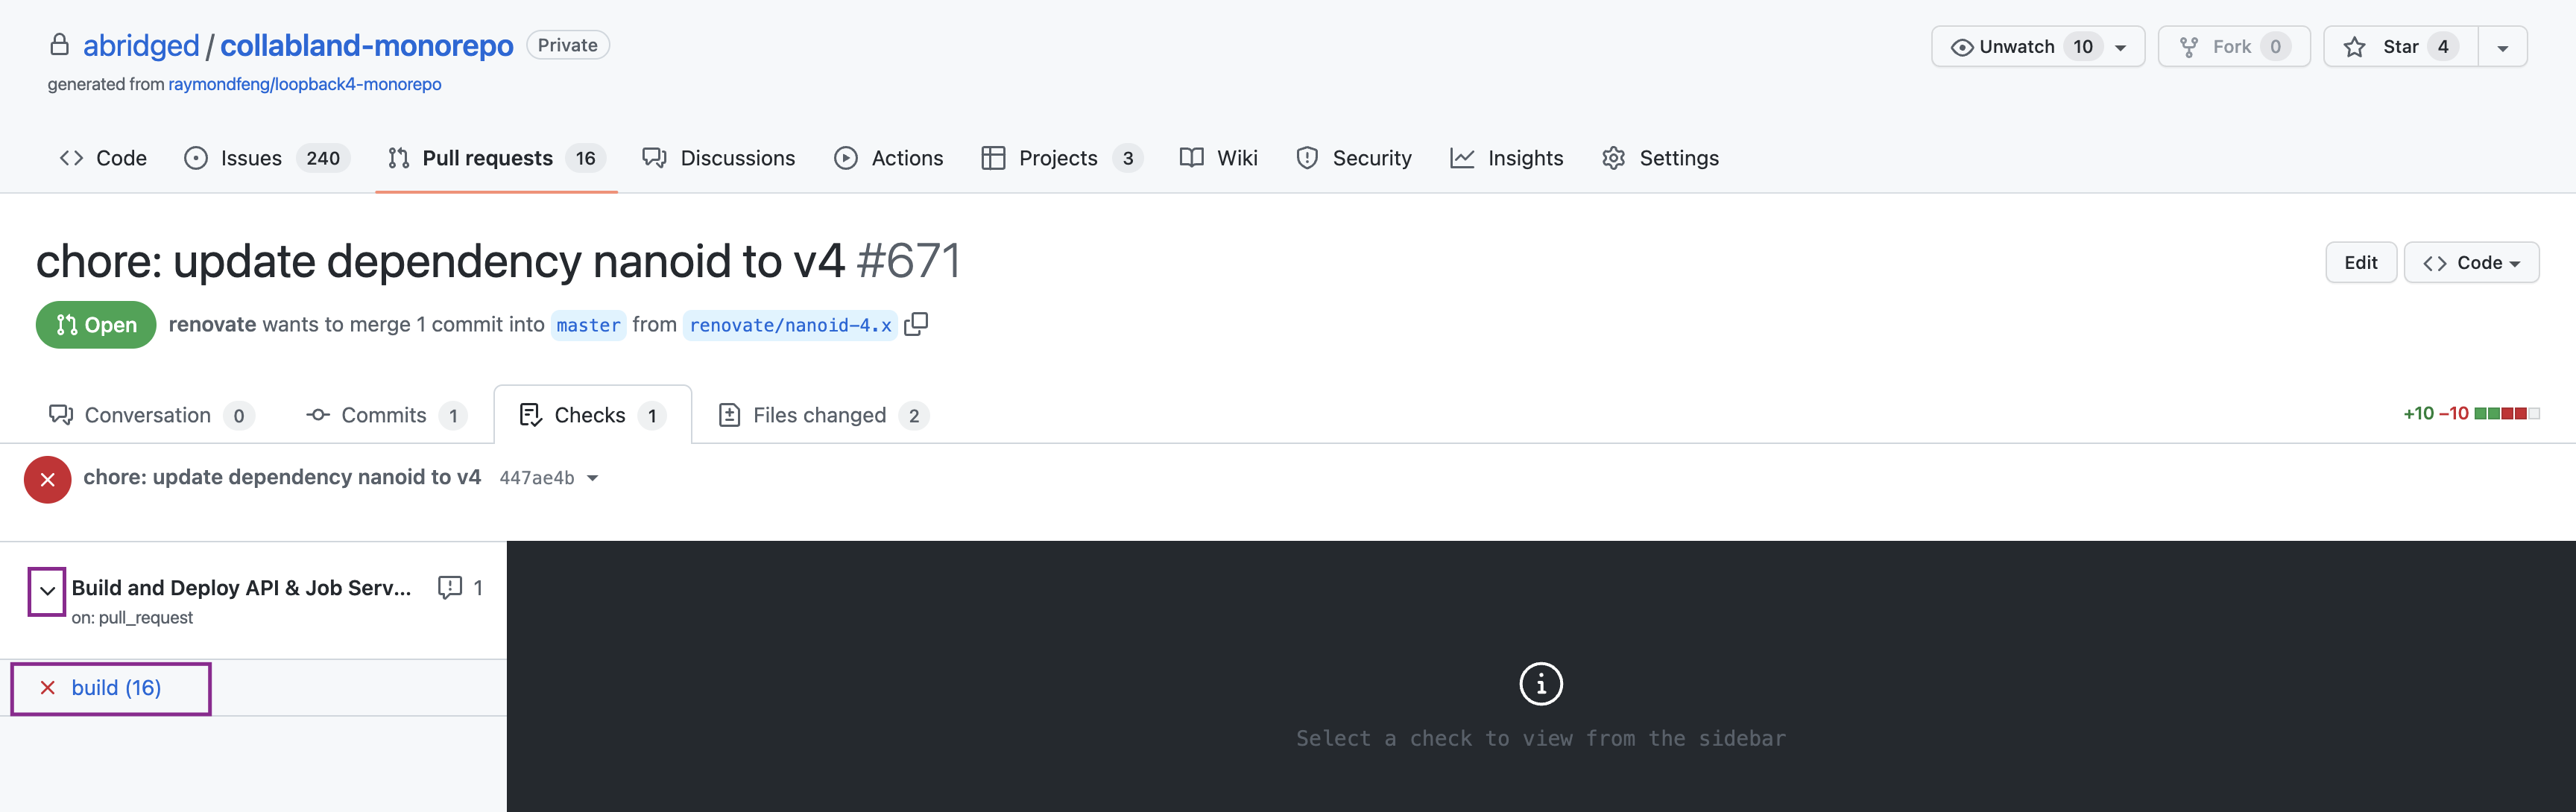 abridged / collabland-monorepo Private
Unwatch 10
Fork 0
Star 4
generated from raymondfeng/loopback4-monorepo
Code
Issues 240
Pull requests 16
Discussions
Actions
Projects 3
Wiki
Security
Insights
Settings
chore: update dependency nanoid to v4 #671
Edit
Code
Open
renovate wants to merge 1 commit into master from renovate/nanoid-4.x
Conversation 0
Commits 1
Checks 1
Files changed 2
+10 −10
chore: update dependency nanoid to v4 447ae4b
Build and Deploy API & Job Serv... 1
on: pull_request
build (16)
Select a check to view from the sidebar